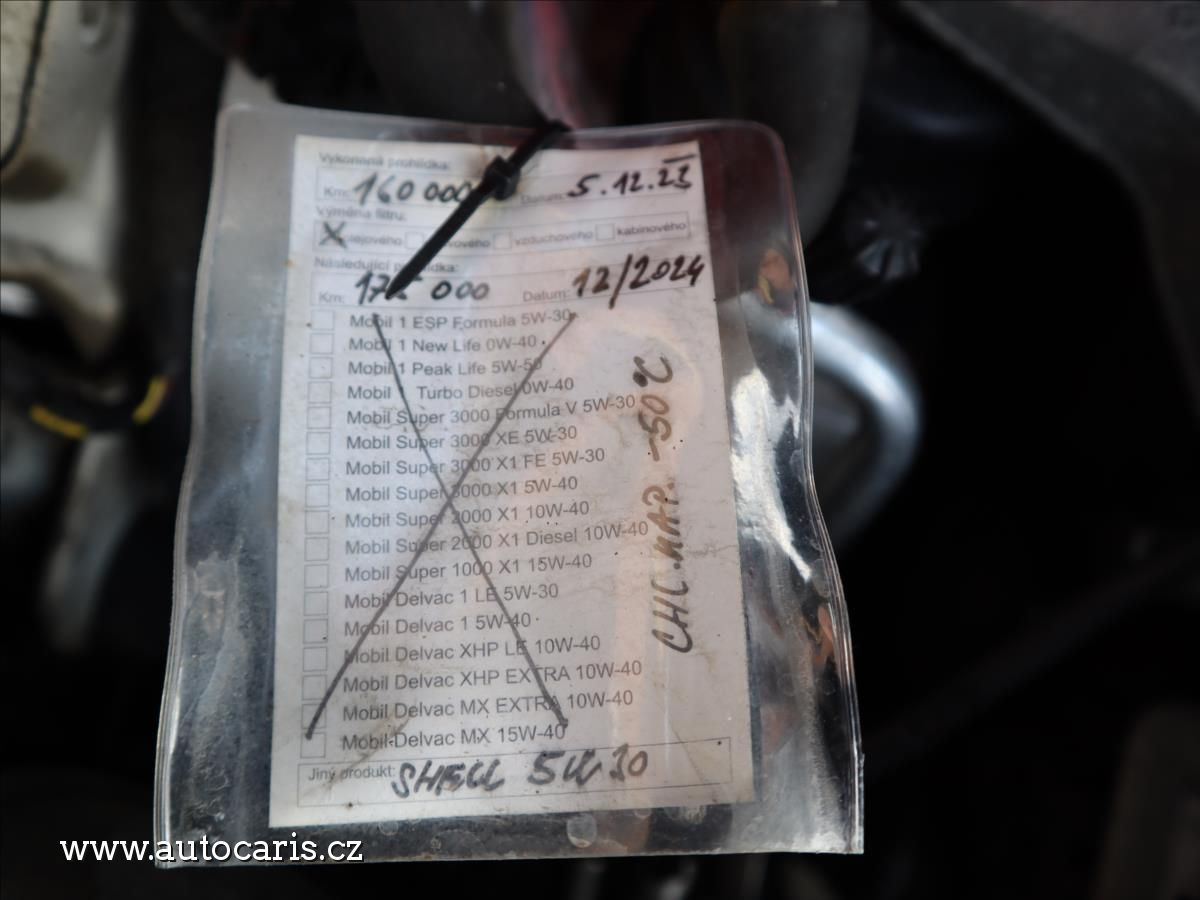 Vykonaná prohlídka:
Km: 160 000 Datum: 5.12.23
Výměna filtru:
X olejového vzduchového kabinového
Následující prohlídka:
Km: 000 Datum: 12/2024
Mobil 1 ESP Formula 5W-30
Mobil 1 New Life 0W-40
Mobil 1 Peak Life 5W-50
Mobil 1 Turbo Diesel 0W-40
Mobil Super 3000 Formula V 5W-30
Mobil Super 3000 XE 5W-30
Mobil Super 3000 X1 FE 5W-30
Mobil Super 3000 X1 5W-40
Mobil Super 2000 X1 10W-40
Mobil Super 2000 X1 Diesel 10W-40
Mobil Super 1000 X1 15W-40
Mobil Delvac 1 LE 5W-30
Mobil Delvac 1 5W-40
Mobil Delvac XHP LE 10W-40
Mobil Delvac XHP EXTRA 10W-40
Mobil Delvac MX EXTRA 10W-40
Mobil Delvac MX 15W-40
Jiný produkt: SHELL 5W30
CHL. KAP. -50°C
www.autocaris.cz